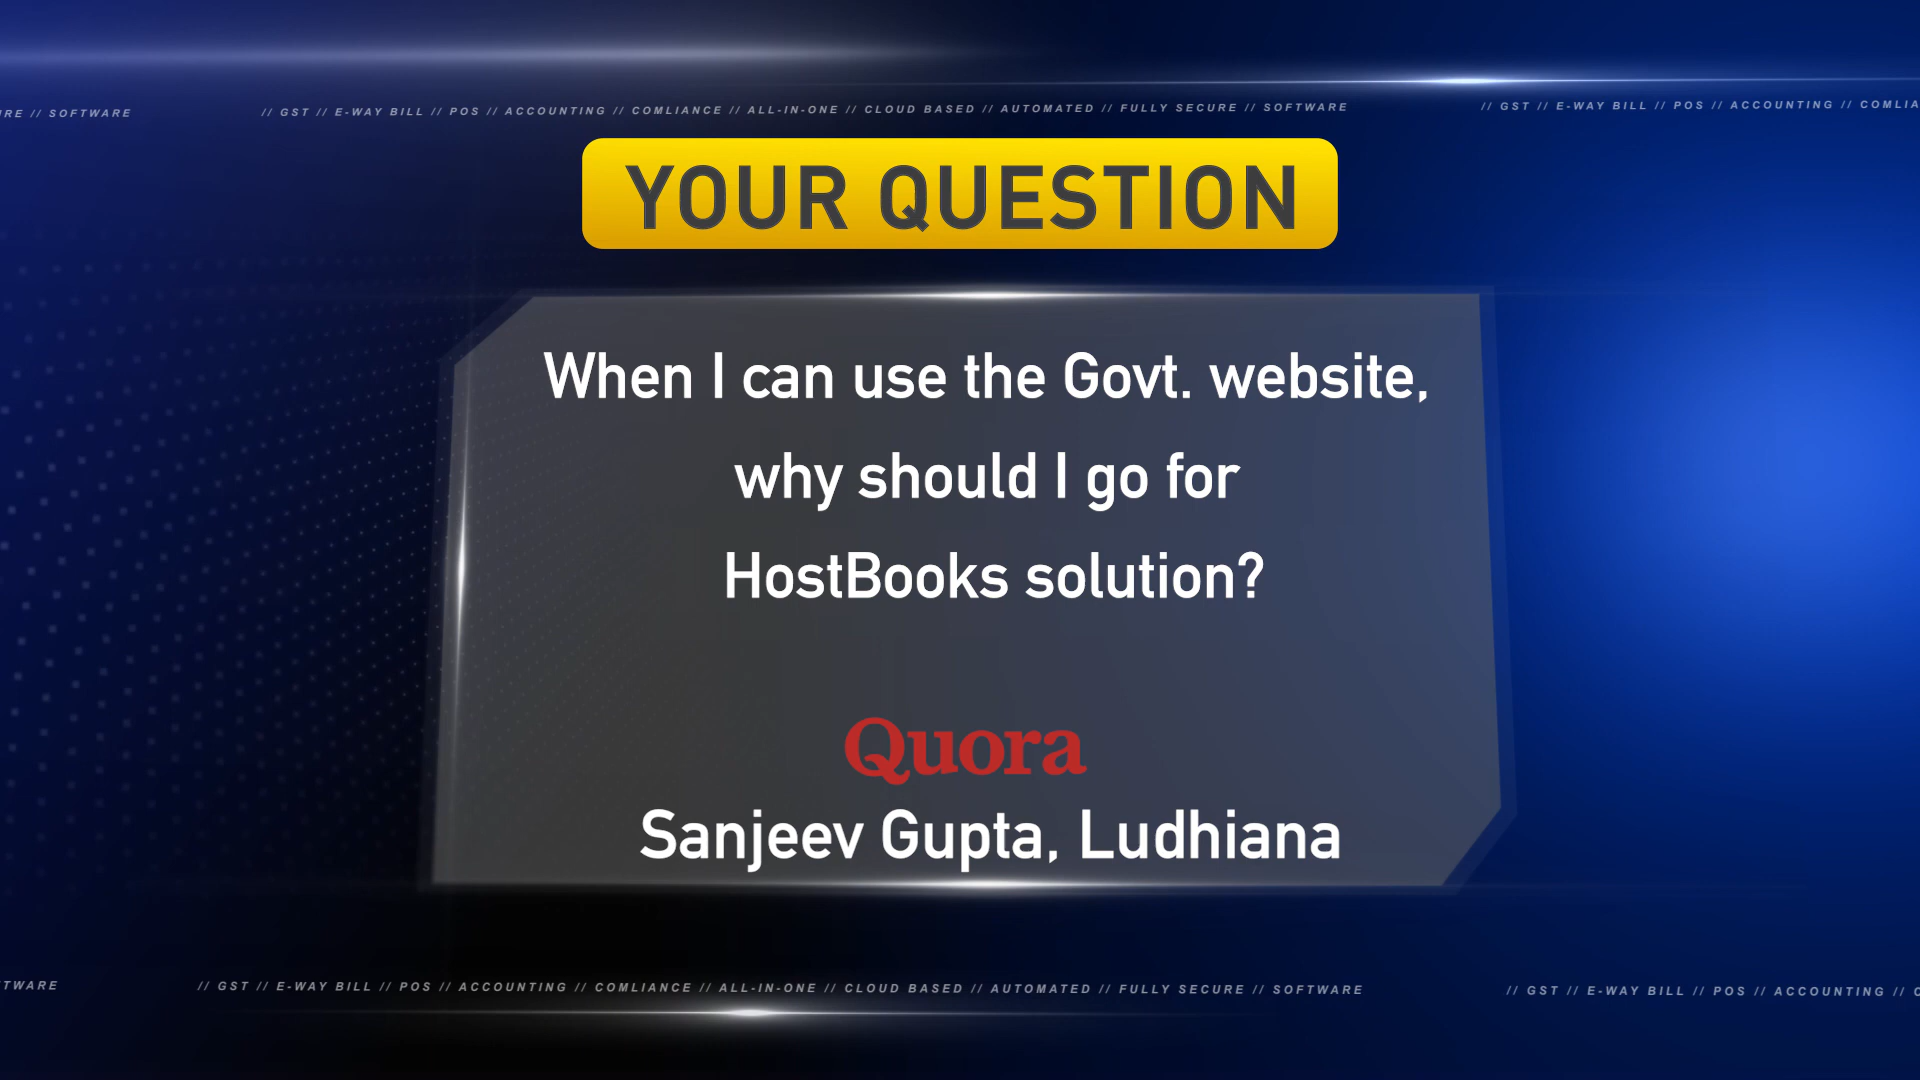 RE // SOFTWARE // GST // E-WAY BILL // POS // ACCOUNTING // COMLIANCE // ALL-IN-ONE // CLOUD BASED // AUTOMATED // FULLY SECURE // SOFTWARE // GST // E-WAY BILL // POS // ACCOUNTING // COMLIA
YOUR QUESTION
When I can use the Govt. website,
why should I go for
HostBooks solution?
Quora
Sanjeev Gupta, Ludhiana
TWARE // GST // E-WAY BILL // POS // ACCOUNTING // COMLIANCE // ALL-IN-ONE // CLOUD BASED // AUTOMATED // FULLY SECURE // SOFTWARE // GST // E-WAY BILL // POS // ACCOUNTING // C